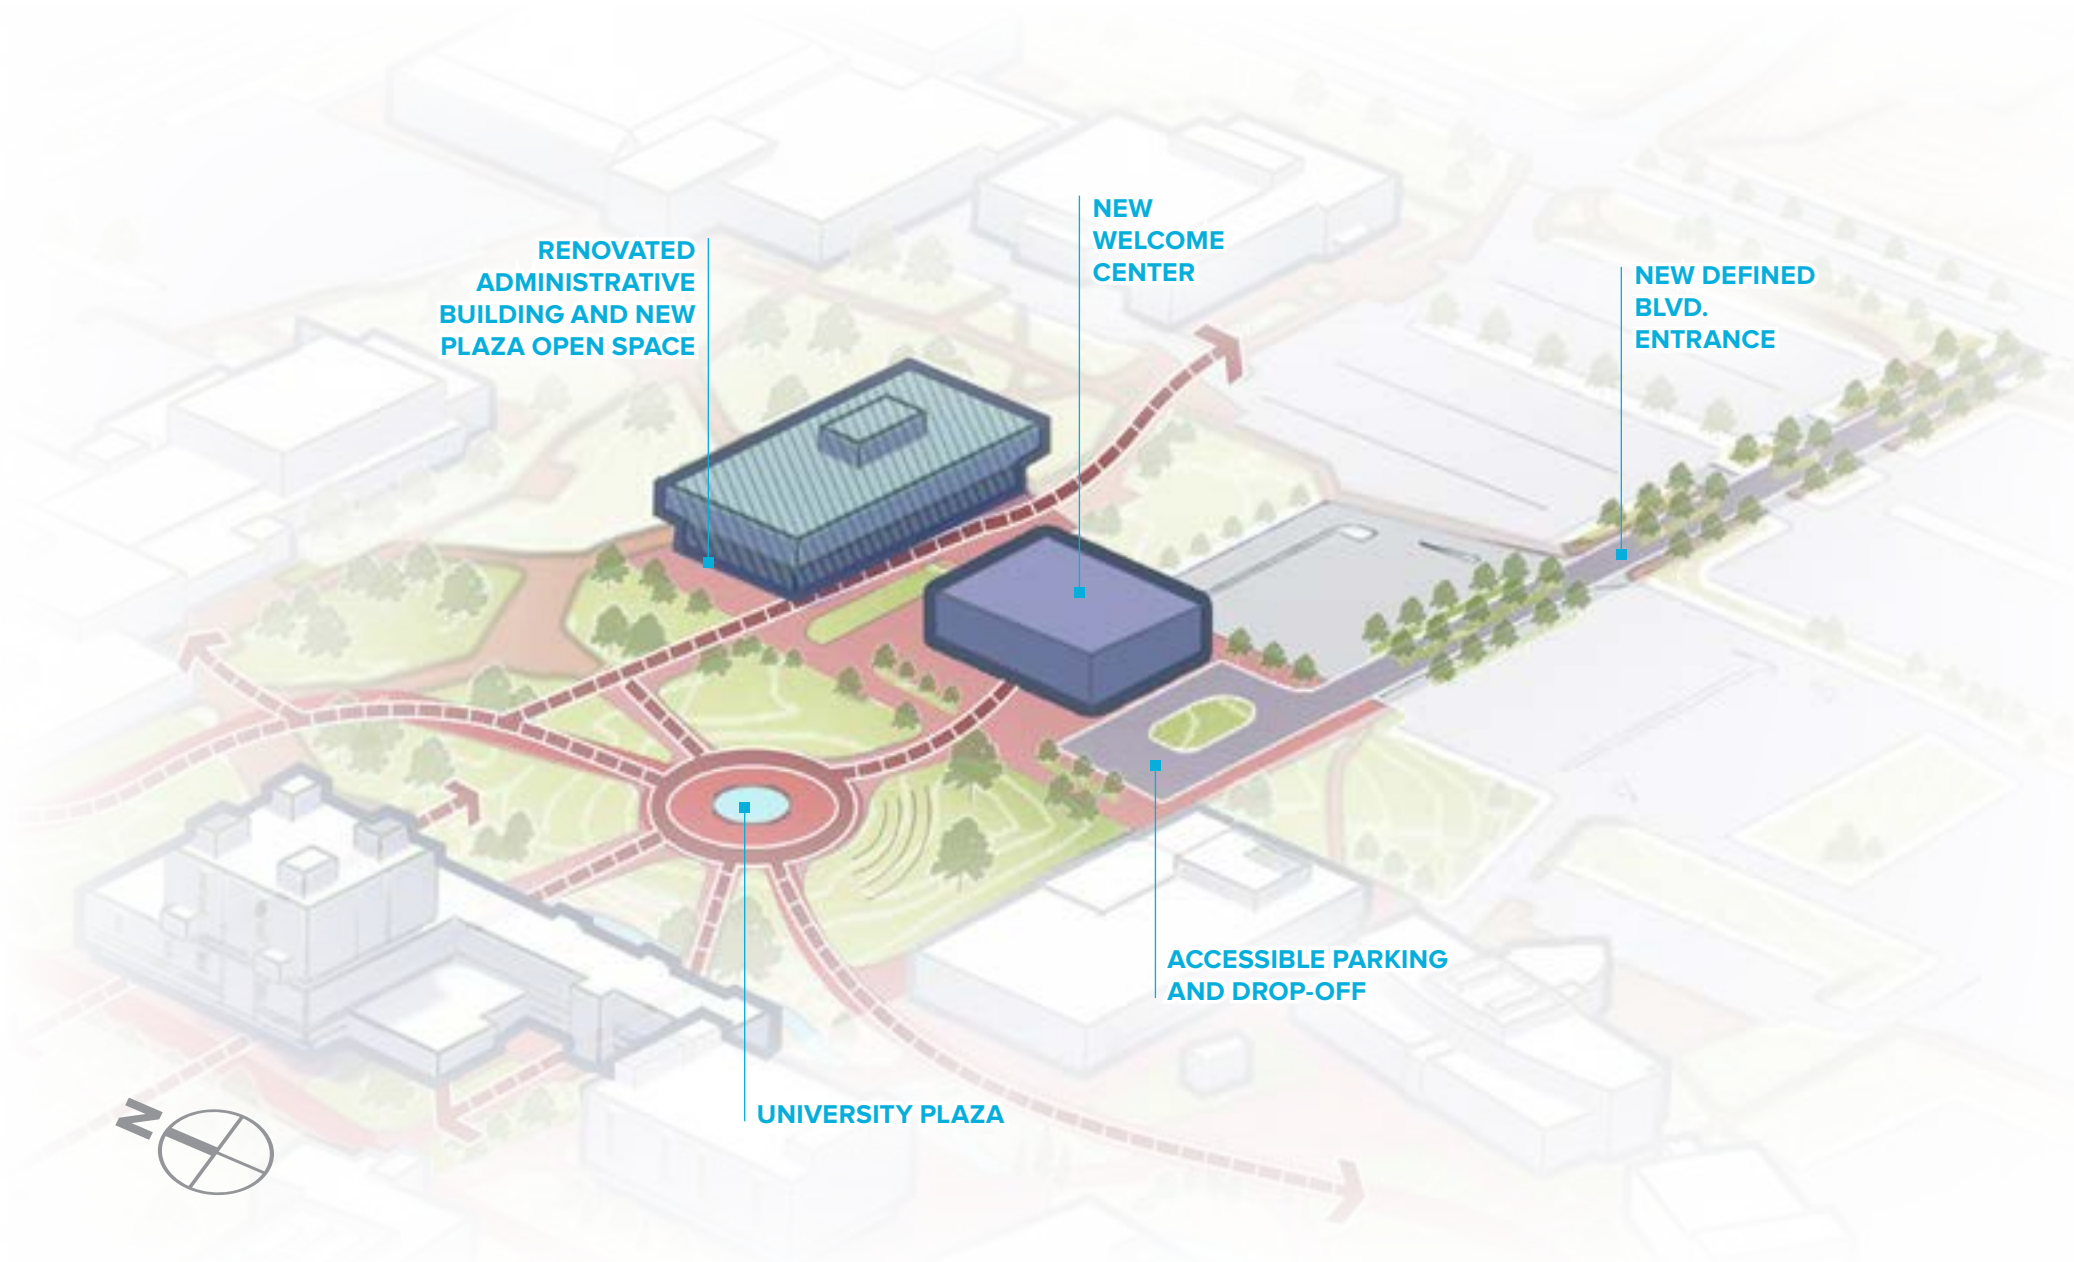 NEW
WELCOME
CENTER
RENOVATED
ADMINISTRATIVE
BUILDING AND NEW
PLAZA OPEN SPACE
NEW DEFINED
BLVD.
ENTRANCE
ACCESSIBLE PARKING
AND DROP-OFF
UNIVERSITY PLAZA
N